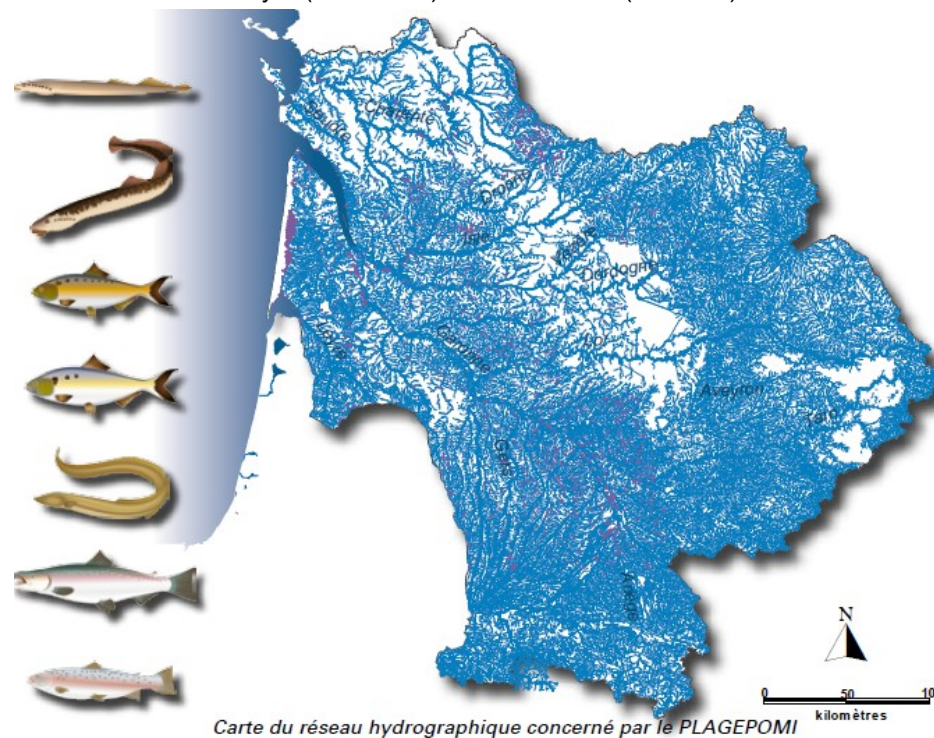 Seudre
Charente
Dronne
Isle
Vézère
Dordogne
Leyre
Garonne
Lot
Aveyron
Tarn
Gers
Ariège
N
0 50 10
kilomètres
Carte du réseau hydrographique concerné par le PLAGEPOMI